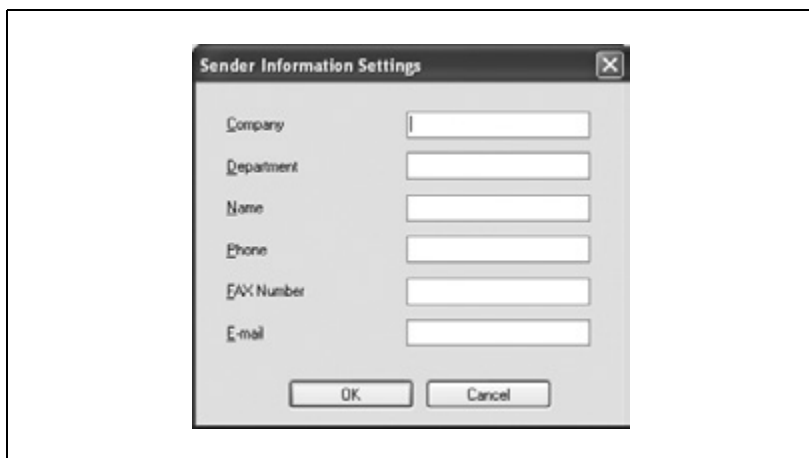 Sender Information Settings
Company
Department
Name
Phone
FAX Number
E-mail
OK Cancel